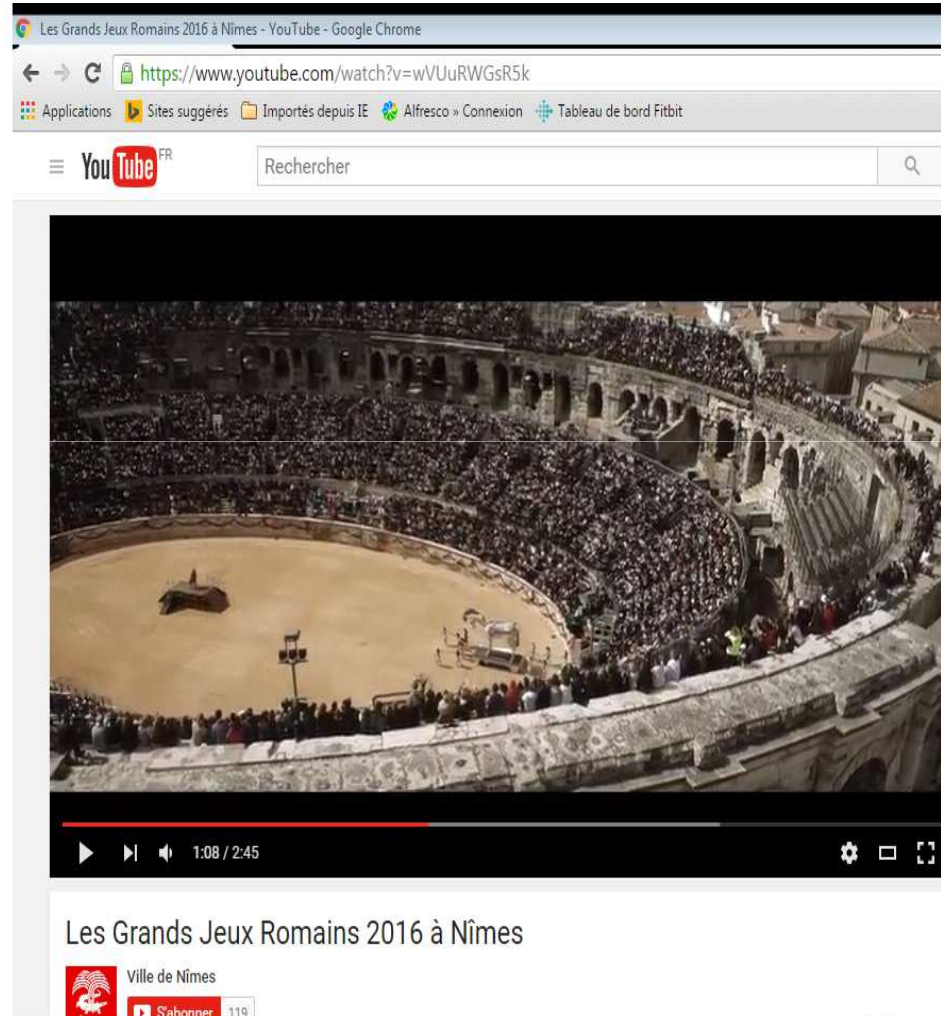 Les Grands Jeux Romains 2016 à Nîmes - YouTube - Google Chrome
https://www.youtube.com/watch?v=wVUuRWGsR5k
Applications Sites suggérés Importés depuis IE Alfresco » Connexion Tableau de bord Fitbit
YouTube FR Rechercher
1:08 / 2:45
Les Grands Jeux Romains 2016 à Nîmes
Ville de Nîmes
S'abonner 119